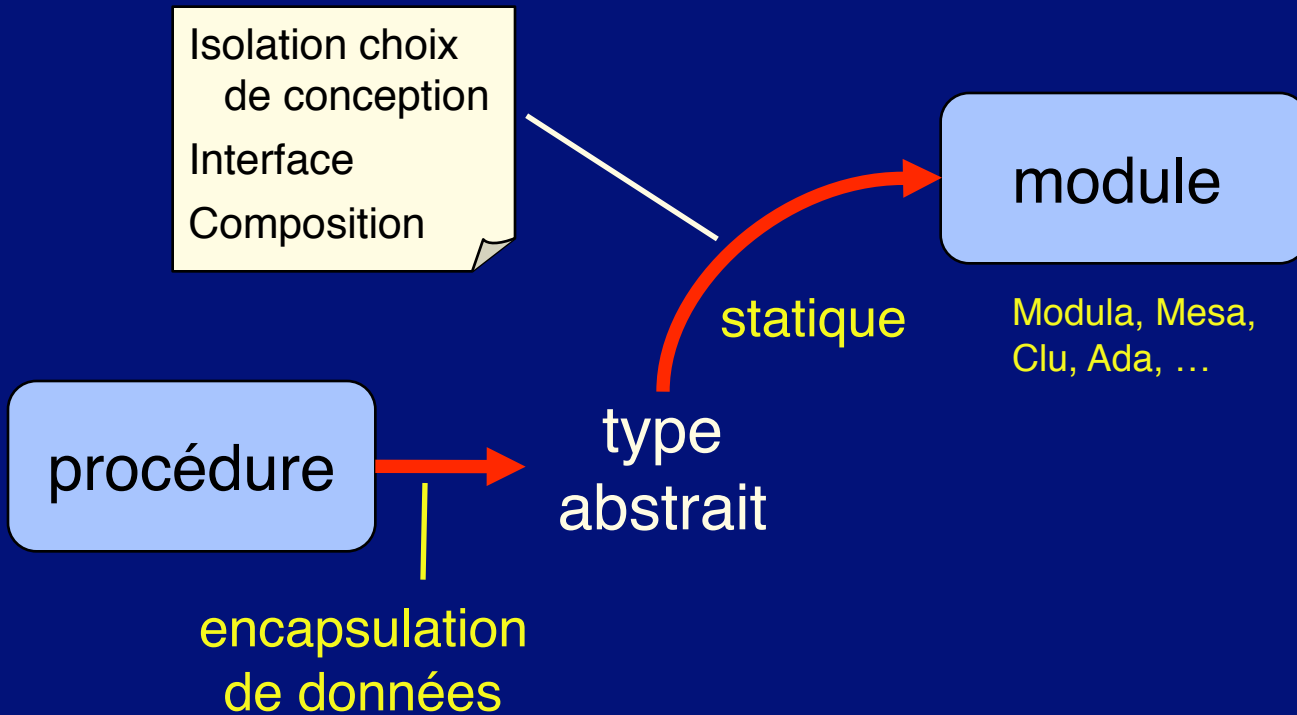 Isolation choix
de conception
Interface
Composition
module
statique
Modula, Mesa,
Clu, Ada, …
procédure
type
abstrait
encapsulation
de données